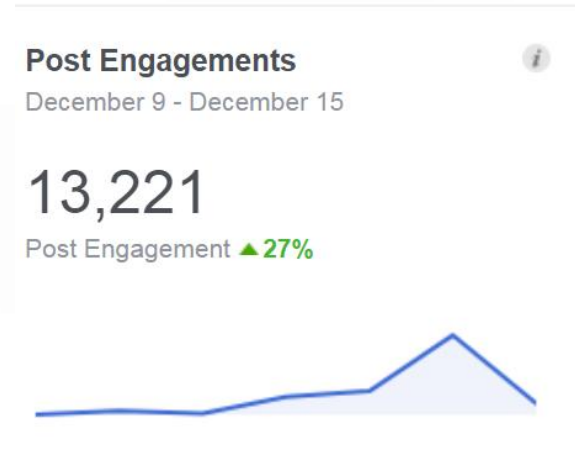 Post Engagements
i
December 9 - December 15
13,221
Post Engagement ▲27%